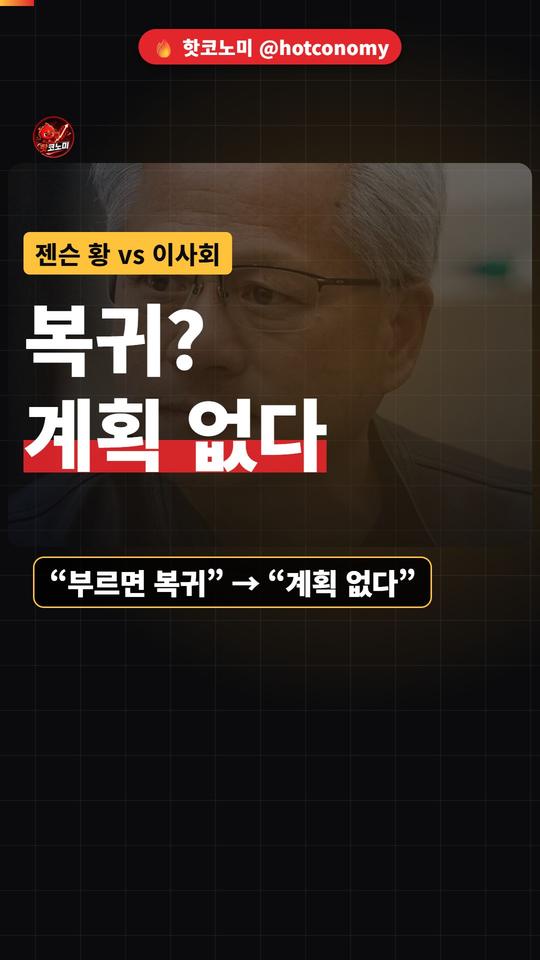 핫코노미 @hotconomy
핫코노미
젠슨 황 vs 이사회
복귀?
계획 없다
“부르면 복귀” → “계획 없다”